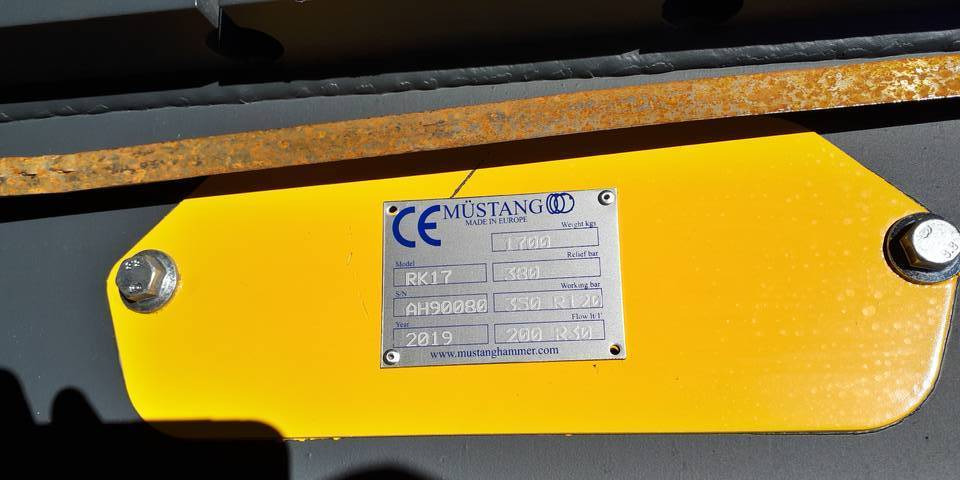 CE MÜSTANG
MADE IN EUROPE
Weight kgs
1700
Model
Relief bar
RK17
380
S/N
Working bar
AH90080
350 R120
Year
Flow lt/1'
2019
200 R30
www.mustanghammer.com